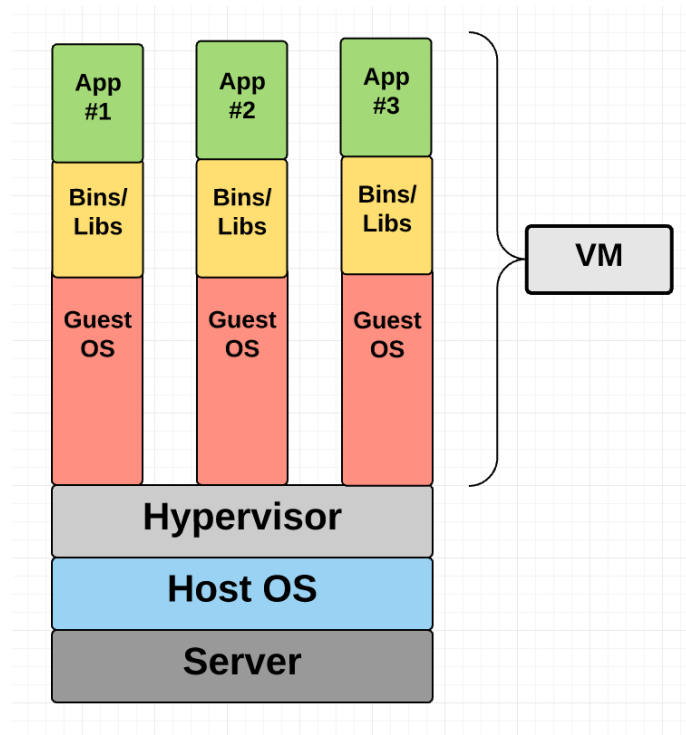 App
#1
App
#2
App
#3
Bins/
Libs
Bins/
Libs
Bins/
Libs
VM
Guest
OS
Guest
OS
Guest
OS
Hypervisor
Host OS
Server